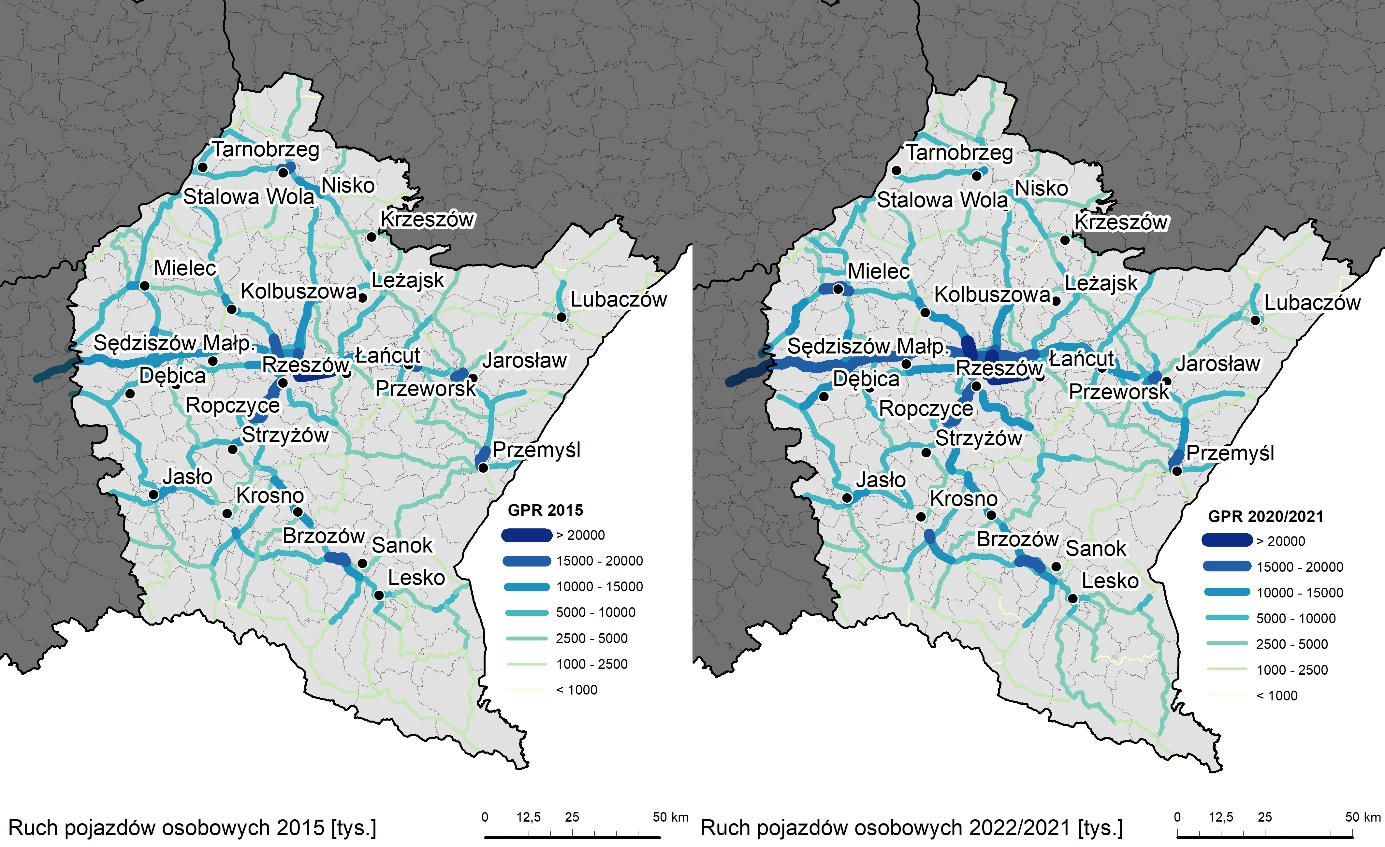 Tarnobrzeg
Stalowa Wola
Nisko
Krzeszów
Mielec
Leżajsk
Kolbuszowa
Lubaczów
Sędziszów Małp.
Łańcut
Jarosław
Rzeszów
Dębica
Przeworsk
Ropczyce
Strzyżów
Przemyśl
Jasło
Krosno
Brzozów
Sanok
Lesko
GPR 2015
> 20000
15000 - 20000
10000 - 15000
5000 - 10000
2500 - 5000
1000 - 2500
< 1000
Ruch pojazdów osobowych 2015 [tys.]
0 12,5 25 50 km
Tarnobrzeg
Stalowa Wola
Nisko
Krzeszów
Mielec
Leżajsk
Kolbuszowa
Lubaczów
Sędziszów Małp.
Łańcut
Jarosław
Rzeszów
Dębica
Przeworsk
Ropczyce
Strzyżów
Przemyśl
Jasło
Krosno
Brzozów
Sanok
Lesko
GPR 2020/2021
> 20000
15000 - 20000
10000 - 15000
5000 - 10000
2500 - 5000
1000 - 2500
< 1000
Ruch pojazdów osobowych 2022/2021 [tys.]
0 12,5 25 50 km